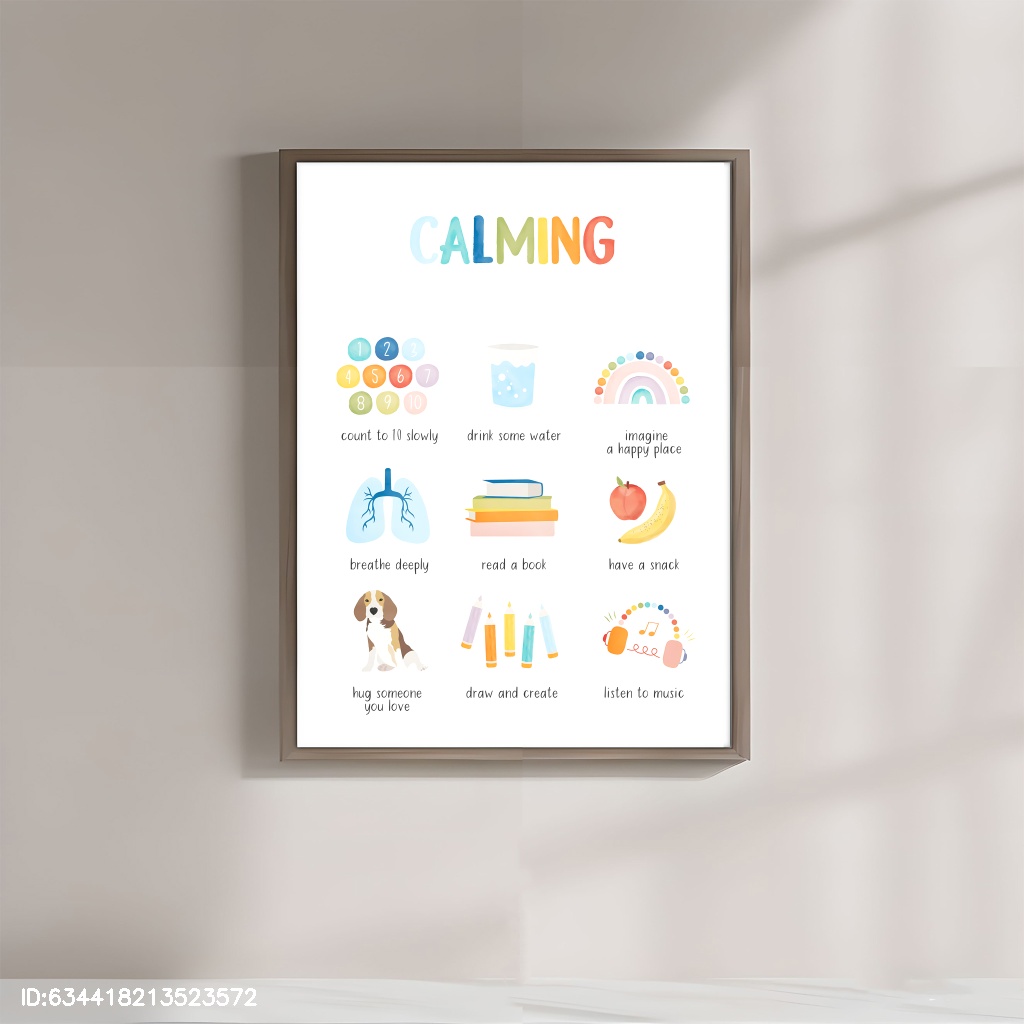 CALMING
1 2 3
4 5 6 7
8 9 10
count to 10 slowly
drink some water
imagine
a happy place
breathe deeply
read a book
have a snack
hug someone
you love
draw and create
listen to music
ID:634418213523572